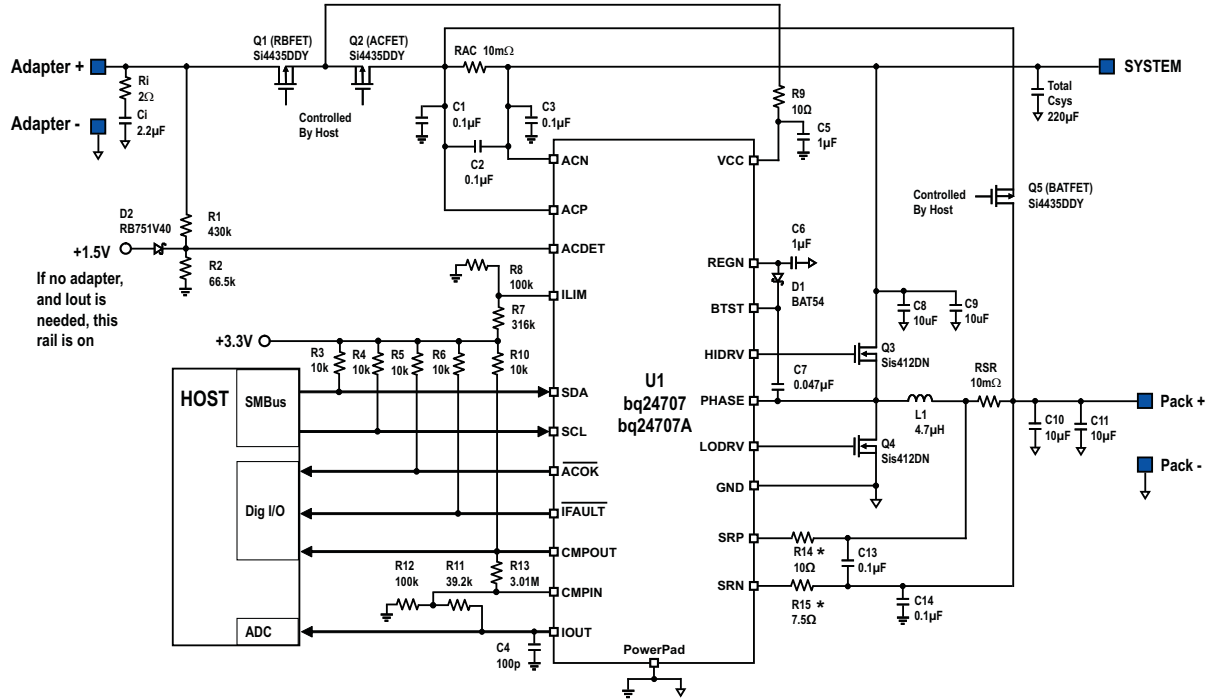 Q1 (RBFET)
Si4435DDY
Q2 (ACFET)
Si4435DDY
RAC 10mΩ
Adapter +
SYSTEM
Ri
2Ω
Ci
2.2µF
Controlled
By Host
C1
0.1µF
C3
0.1µF
R9
10Ω
C5
1µF
Total
Csys
220µF
Adapter -
C2
0.1µF
ACN
VCC
Controlled
By Host
Q5 (BATFET)
Si4435DDY
D2
RB751V40
R1
430k
ACP
+1.5V
ACDET
C6
1µF
If no adapter,
and Iout is
needed, this
rail is on
R2
66.5k
R8
100k
REGN
D1
BAT54
ILIM
BTST
C8
10uF
C9
10uF
R7
316k
+3.3V
R3
10k
R4
10k
R5
10k
R6
10k
R10
10k
HIDRV
Q3
Sis412DN
C7
0.047µF
U1
bq24707
bq24707A
HOST
SMBus
SDA
PHASE
L1
4.7µH
RSR
10mΩ
Pack +
C10
10µF
C11
10µF
SCL
LODRV
Q4
Sis412DN
ACOK
GND
Pack -
Dig I/O
IFAULT
SRP
R14 *
10Ω
C13
0.1µF
CMPOUT
R12
100k
R11
39.2k
R13
3.01M
CMPIN
SRN
R15 *
7.5Ω
C14
0.1µF
ADC
IOUT
C4
100p
PowerPad